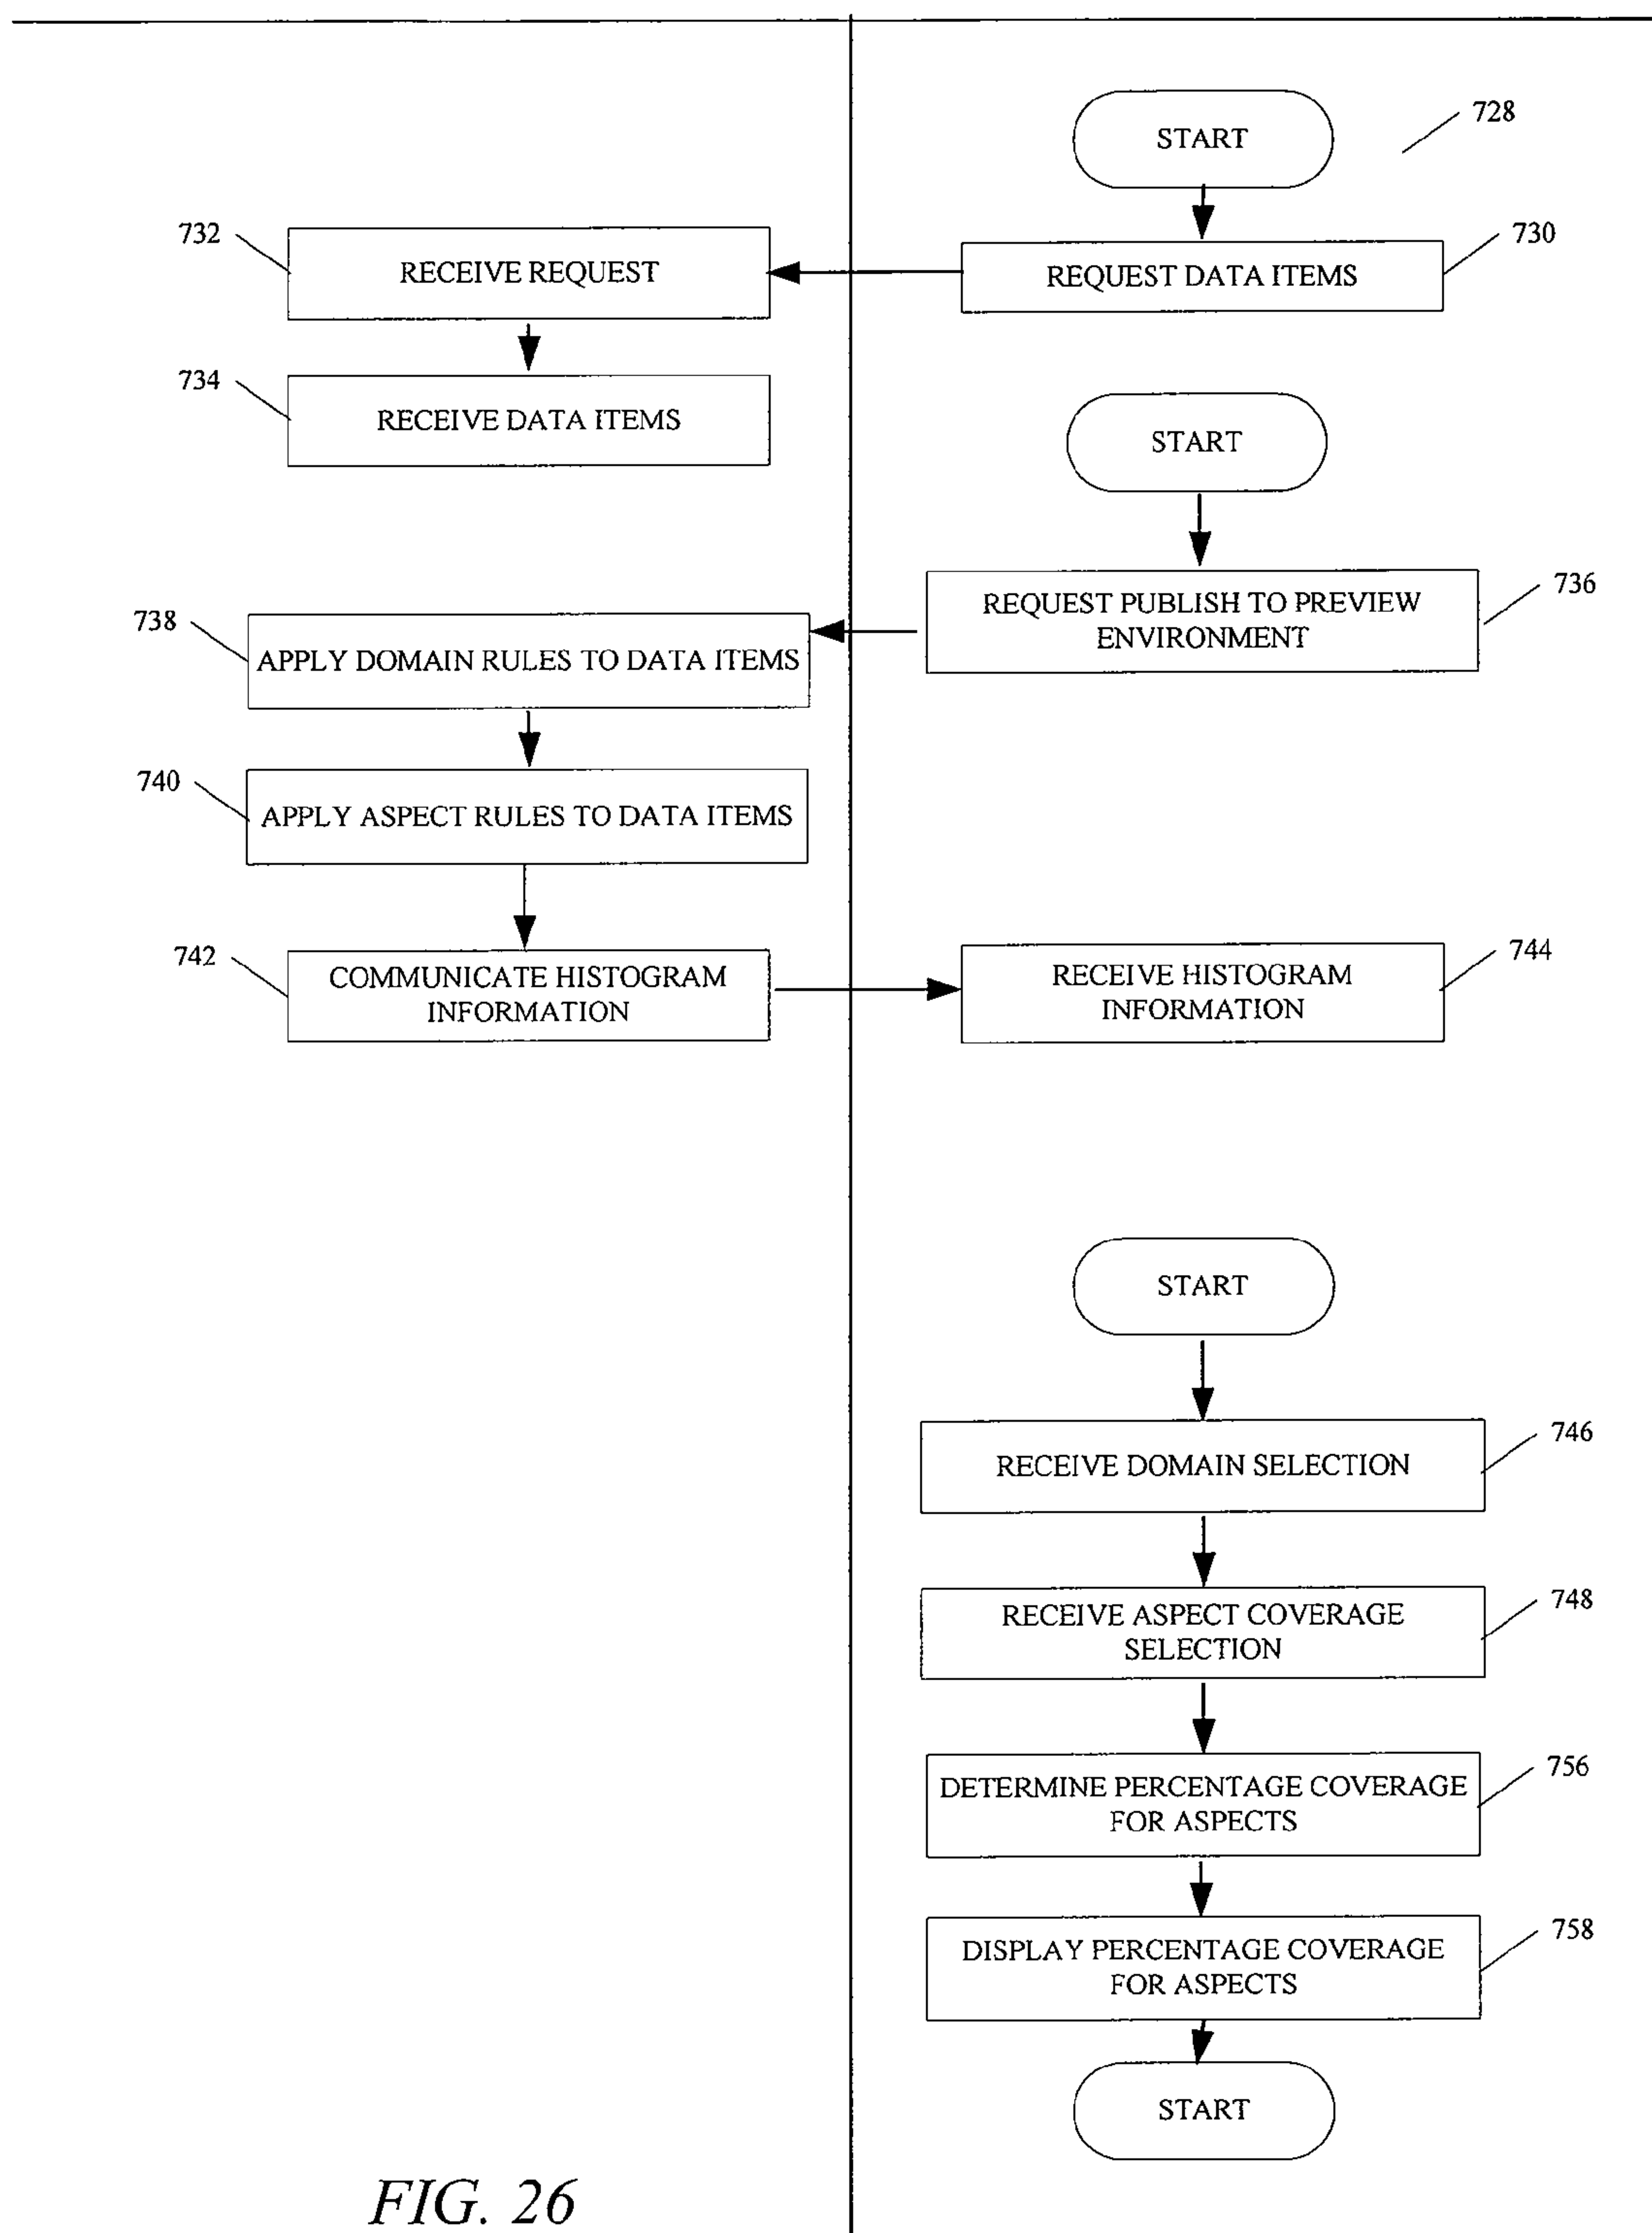 START
728
732
RECEIVE REQUEST
REQUEST DATA ITEMS
730
734
RECEIVE DATA ITEMS
START
REQUEST PUBLISH TO PREVIEW
ENVIRONMENT
736
738
APPLY DOMAIN RULES TO DATA ITEMS
740
APPLY ASPECT RULES TO DATA ITEMS
742
COMMUNICATE HISTOGRAM
INFORMATION
RECEIVE HISTOGRAM
INFORMATION
744
START
RECEIVE DOMAIN SELECTION
746
RECEIVE ASPECT COVERAGE
SELECTION
748
DETERMINE PERCENTAGE COVERAGE
FOR ASPECTS
756
DISPLAY PERCENTAGE COVERAGE
FOR ASPECTS
758
START
FIG. 26